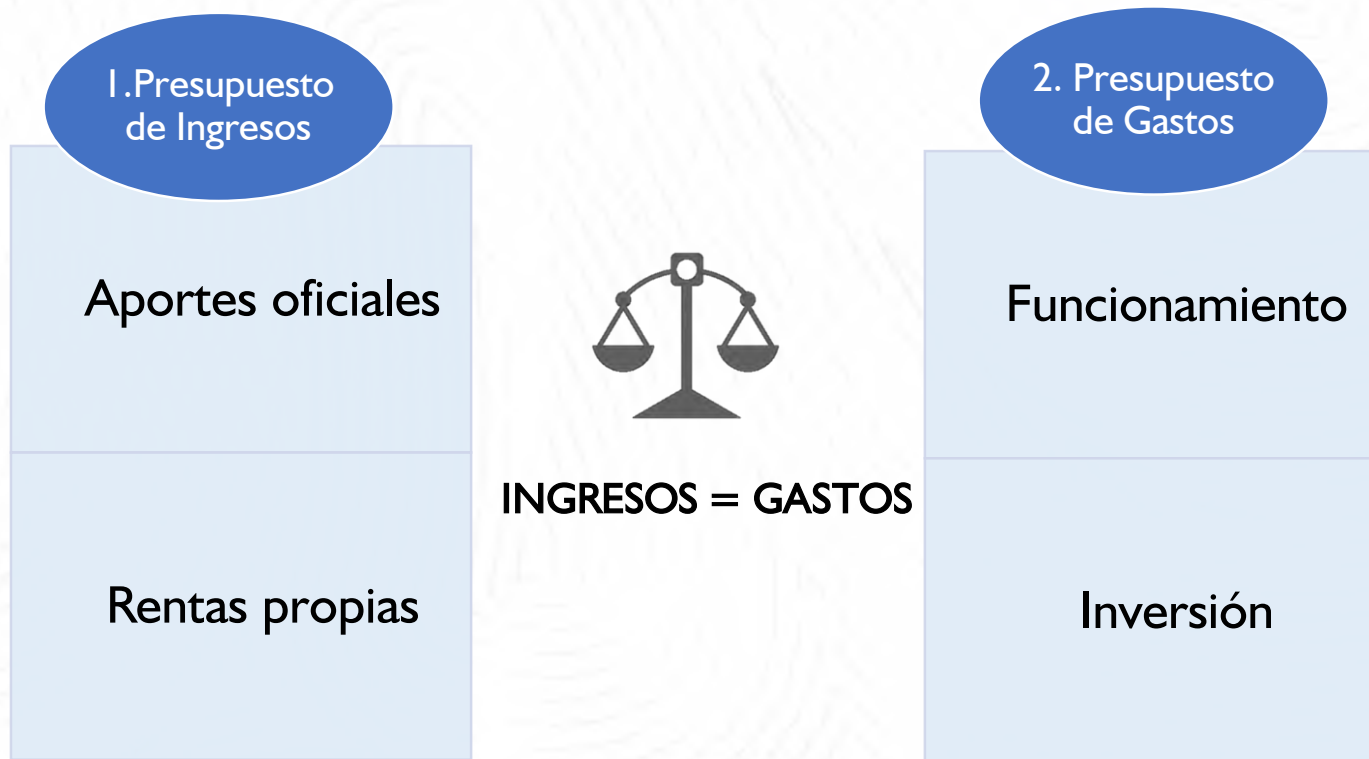 1.Presupuesto
de Ingresos
Aportes oficiales
Rentas propias
INGRESOS = GASTOS
2. Presupuesto
de Gastos
Funcionamiento
Inversión